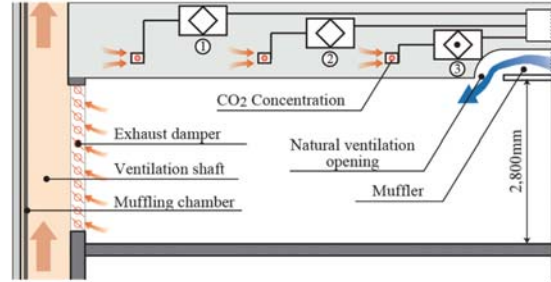 ①
②
③
CO2 Concentration
Exhaust damper
Natural ventilation
opening
Ventilation shaft
Muffler
Muffling chamber
2,800mm